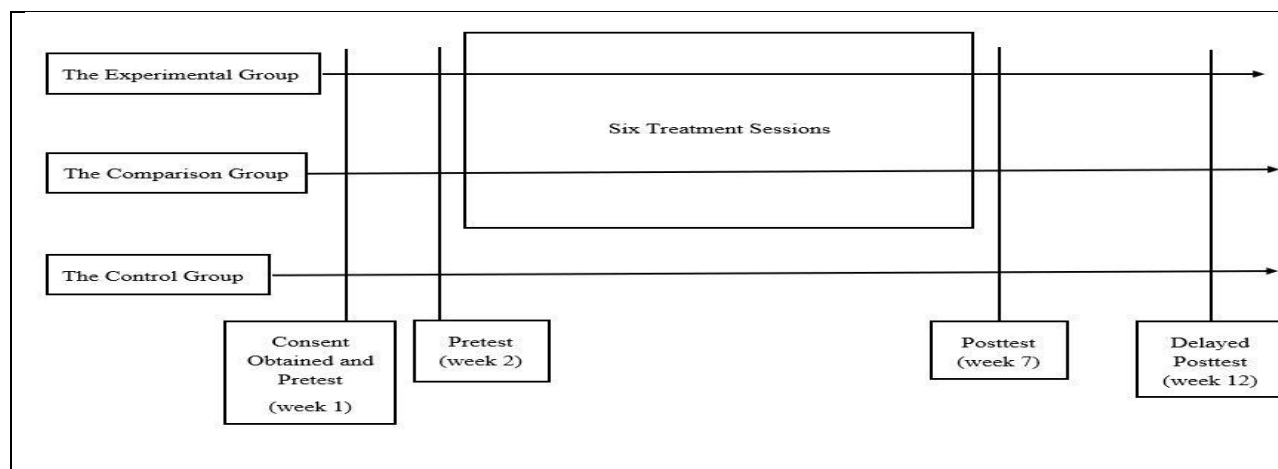 The Experimental Group
Six Treatment Sessions
The Comparison Group
The Control Group
Consent
Obtained and
Pretest
(week 1)
Pretest
(week 2)
Posttest
(week 7)
Delayed
Posttest
(week 12)